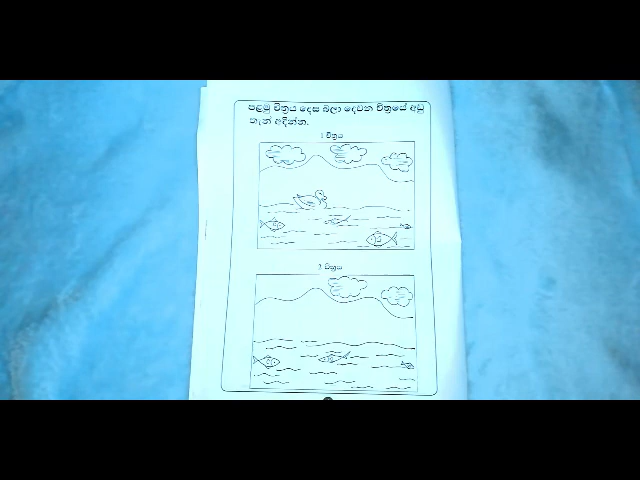 පළමු චිත්‍රය දෙස බලා දෙවන චිත්‍රයේ අඩු
තැන් අඳින්න.
1 චිත්‍රය
2 චිත්‍රය